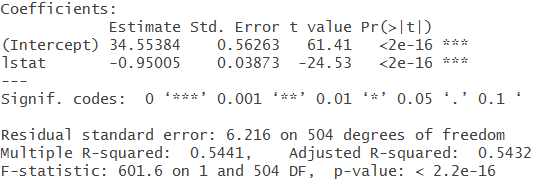 Coefficients:
Estimate Std. Error t value Pr(>|t|)
(Intercept) 34.55384 0.56263 61.41 <2e-16 ***
lstat -0.95005 0.03873 -24.53 <2e-16 ***
---
Signif. codes: 0 ‘***’ 0.001 ‘**’ 0.01 ‘*’ 0.05 ‘.’ 0.1 ‘
Residual standard error: 6.216 on 504 degrees of freedom
Multiple R-squared: 0.5441, Adjusted R-squared: 0.5432
F-statistic: 601.6 on 1 and 504 DF, p-value: < 2.2e-16